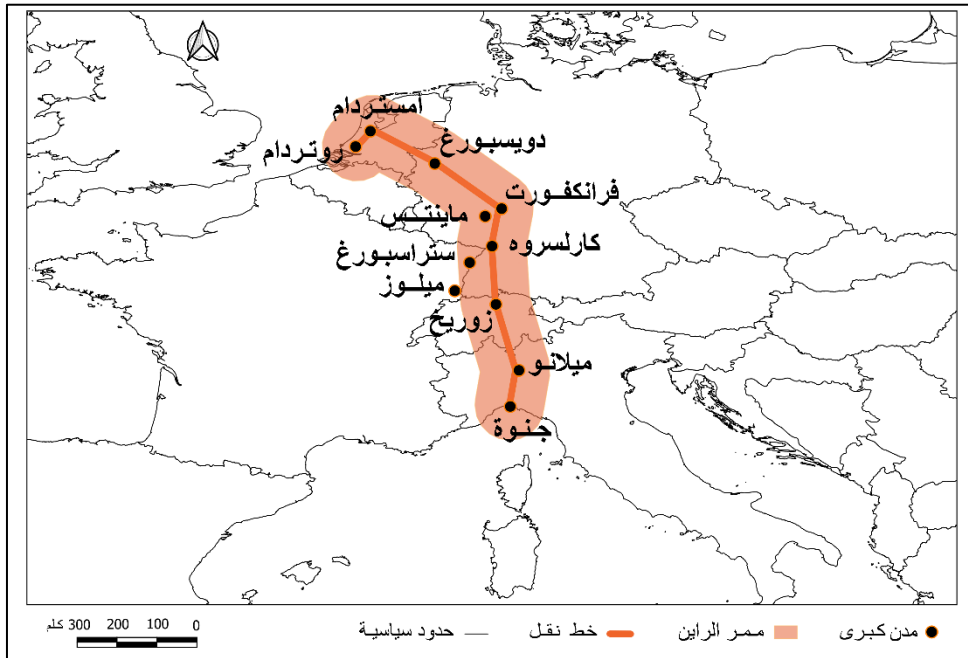 امستردام
روتردام
دويسبورغ
فرانكفورت
ماينتس
كارلسروه
ستراسبورغ
ميلوز
زوريخ
ميلانو
جنوة
مدن كبرى
ممر الراين
خط نقل
حدود سياسية
300 200 100 0 كلم